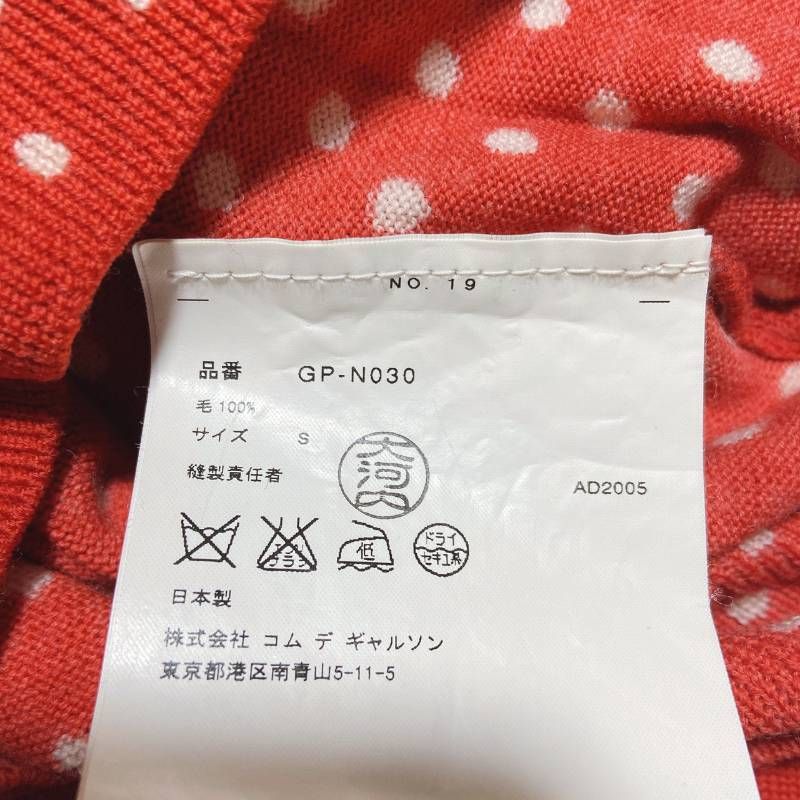 NO. 19
品番 GP-N030
毛 100%
サイズ S
縫製責任者 大河内
AD2005
低
ドライ
セキユ系
日本製
株式会社 コム デ ギャルソン
東京都港区南青山5-11-5